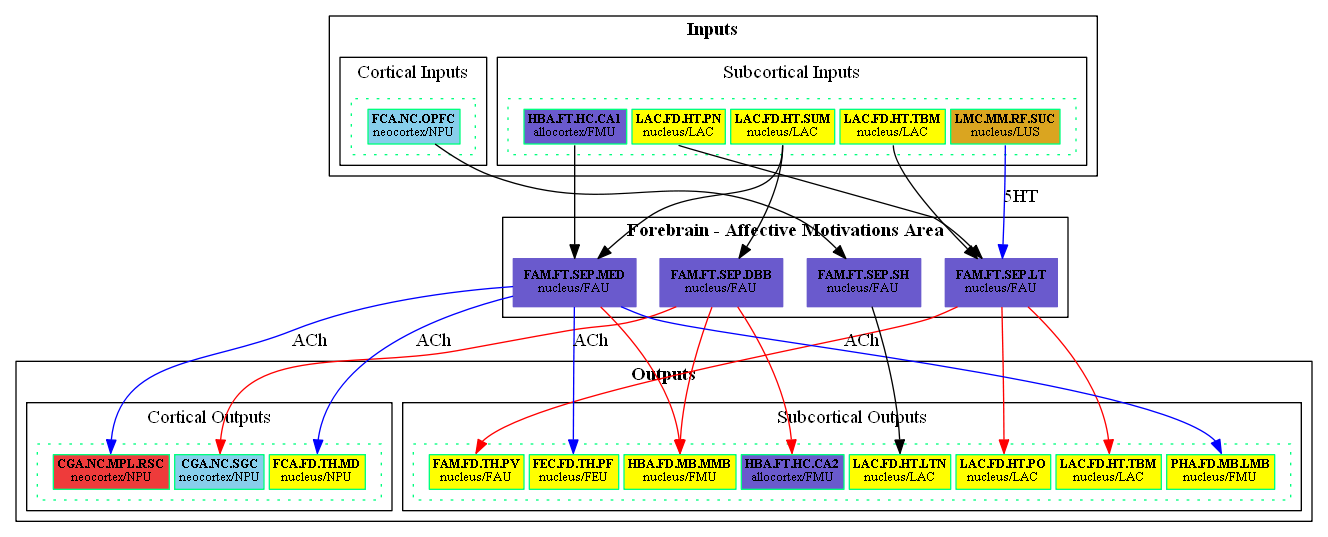 Inputs
Cortical Inputs
Subcortical Inputs
FCA.NC.OPFC
neocortex/NPU
HBA.FT.HC.CA1
allocortex/FMU
LAC.FD.HT.PN
nucleus/LAC
LAC.FD.HT.SUM
nucleus/LAC
LAC.FD.HT.TBM
nucleus/LAC
LMC.MM.RF.SUC
nucleus/LUS
5HT
Forebrain - Affective Motivations Area
FAM.FT.SEP.MED
nucleus/FAU
FAM.FT.SEP.DBB
nucleus/FAU
FAM.FT.SEP.SH
nucleus/FAU
FAM.FT.SEP.LT
nucleus/FAU
ACh
ACh
ACh
ACh
Outputs
Cortical Outputs
Subcortical Outputs
CGA.NC.MPL.RSC
neocortex/NPU
CGA.NC.SGC
neocortex/NPU
FCA.FD.TH.MD
nucleus/NPU
FAM.FD.TH.PV
nucleus/FAU
FEC.FD.TH.PF
nucleus/FEU
HBA.FD.MB.MMB
nucleus/FMU
HBA.FT.HC.CA2
allocortex/FMU
LAC.FD.HT.LTN
nucleus/LAC
LAC.FD.HT.PO
nucleus/LAC
LAC.FD.HT.TBM
nucleus/LAC
PHA.FD.MB.LMB
nucleus/FMU